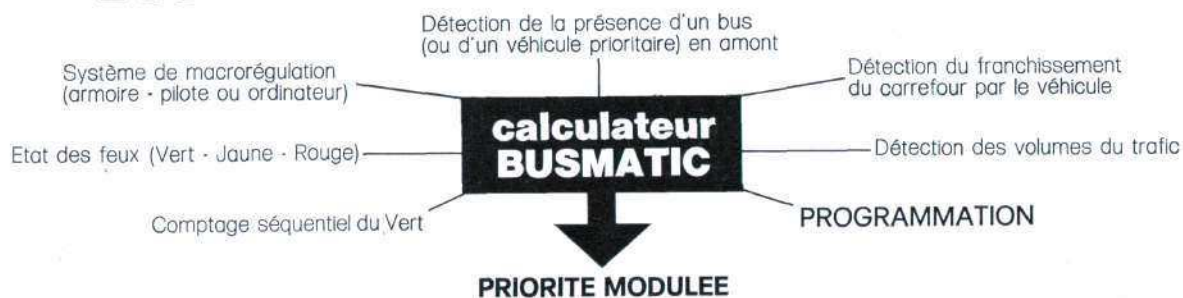 Détection de la présence d'un bus
(ou d'un véhicule prioritaire) en amont
Système de macrorégulation
(armoire - pilote ou ordinateur)
Détection du franchissement
du carrefour par le véhicule
calculateur
BUSMATIC
Etat des feux (Vert - Jaune - Rouge)
Détection des volumes du trafic
Comptage séquentiel du Vert
PROGRAMMATION
PRIORITE MODULEE